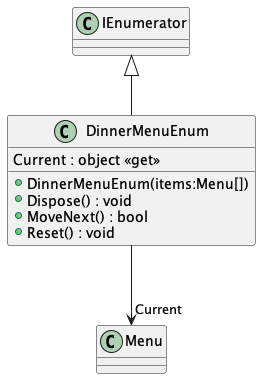 C IEnumerator
C DinnerMenuEnum
Current : object «get»
DinnerMenuEnum(items:Menu[])
Dispose() : void
MoveNext() : bool
Reset() : void
Current
C Menu